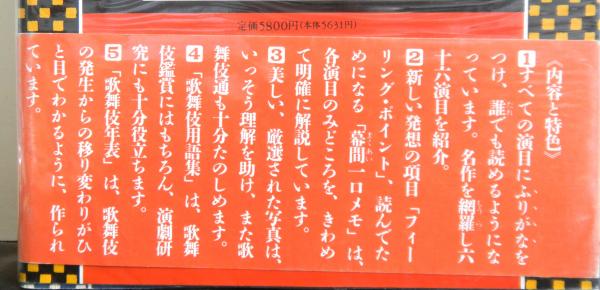 定価5800円(本体5631円)
《内容と特色》
1すべての演目にふりがなを
つけ、誰でも読めるようにな
っています。名作を網羅し六
十六演目を紹介。
2新しい発想の項目「フィー
リング・ポイント」、読んでた
めになる「幕間一口メモ」は、
各演目のみどころを、きわめ
て明確に解説しています。
3美しい、厳選された写真は、
いっそう理解を助け、また歌
舞伎通も十分たのしめます。
4「歌舞伎用語集」は、歌舞
伎鑑賞にはもちろん、演劇研
究にも十分役立ちます。
5「歌舞伎年表」は、歌舞伎
の発生からの移り変わりがひ
と目でわかるように、作られ
ています。